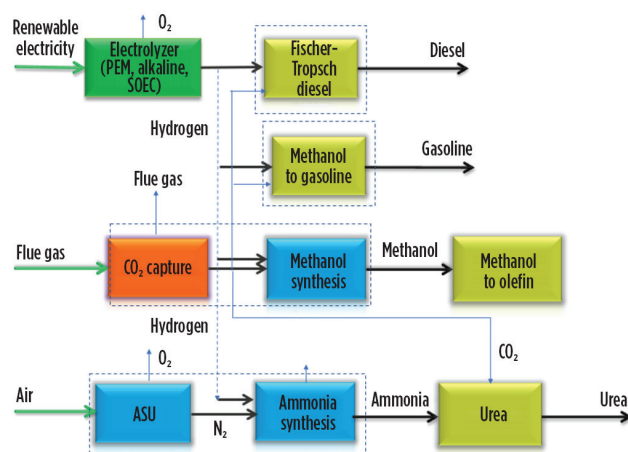 Renewable
electricity
O₂
Electrolyzer
(PEM, alkaline,
SOEC)
Fischer-
Tropsch
diesel
Diesel
Hydrogen
Methanol
to gasoline
Gasoline
Flue gas
Flue gas
CO₂ capture
Methanol
synthesis
Methanol
Methanol
to olefin
Hydrogen
O₂
CO₂
Air
ASU
N₂
Ammonia
synthesis
Ammonia
Urea
Urea